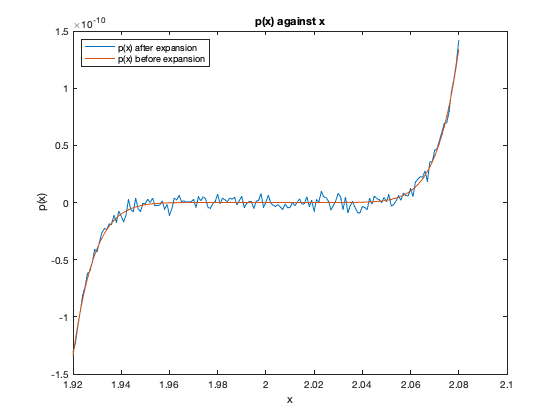 p(x) against x
×10⁻¹⁰
1.5
p(x) after expansion
p(x) before expansion
1
0.5
0
-0.5
-1
-1.5
p(x)
1.92 1.94 1.96 1.98 2 2.02 2.04 2.06 2.08 2.1
x